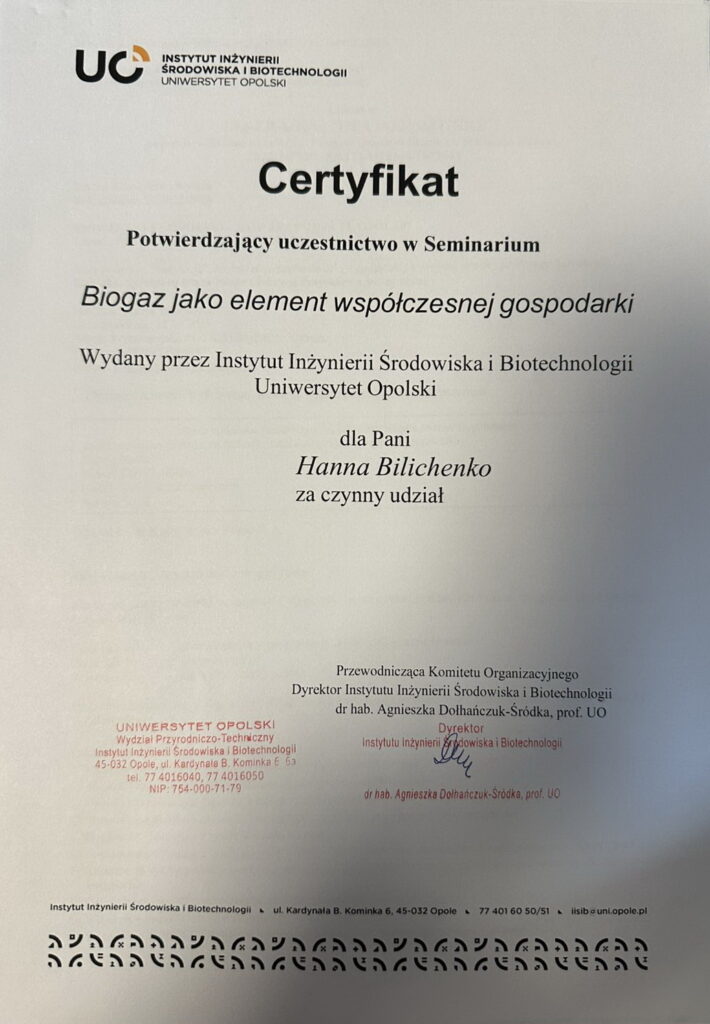 UO
INSTYTUT INŻYNIERII
ŚRODOWISKA I BIOTECHNOLOGII
UNIWERSYTET OPOLSKI
Certyfikat
Potwierdzający uczestnictwo w Seminarium
Biogaz jako element współczesnej gospodarki
Wydany przez Instytut Inżynierii Środowiska i Biotechnologii
Uniwersytet Opolski
dla Pani
Hanna Bilichenko
za czynny udział
Przewodnicząca Komitetu Organizacyjnego
Dyrektor Instytutu Inżynierii Środowiska i Biotechnologii
dr hab. Agnieszka Dołhańczuk-Śródka, prof. UO
UNIWERSYTET OPOLSKI
Wydział Przyrodniczo-Techniczny
Instytut Inżynierii Środowiska i Biotechnologii
45-032 Opole, ul. Kardynała B. Kominka 6, 6a
tel. 77 4016040, 77 4016050
NIP: 754-000-71-79
Dyrektor
Instytutu Inżynierii Środowiska i Biotechnologii
dr hab. Agnieszka Dołhańczuk-Śródka, prof. UO
Instytut Inżynierii Środowiska i Biotechnologii ul. Kardynała B. Kominka 6, 45-032 Opole 77 401 60 50/51 iisib@uni.opole.pl